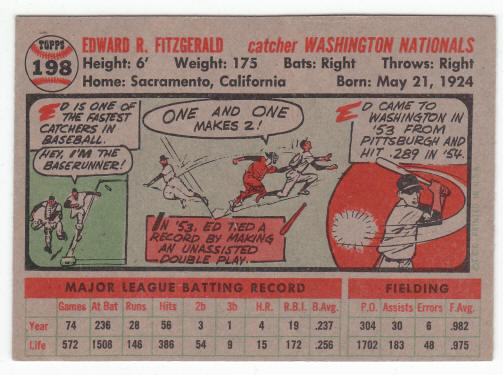 TOPPS
198
EDWARD R. FITZGERALD catcher WASHINGTON NATIONALS
Height: 6' Weight: 175 Bats: Right Throws: Right
Home: Sacramento, California Born: May 21, 1924
ED IS ONE OF
THE FASTEST
CATCHERS IN
BASEBALL.
HEY, I'M THE
BASERUNNER!
ONE AND ONE
MAKES 2!
IN '53, ED TIED A
RECORD BY MAKING
AN UNASSISTED
DOUBLE PLAY.
ED CAME TO
WASHINGTON IN
'53 FROM
PITTSBURGH AND
HIT .289 IN '54.
MAJOR LEAGUE BATTING RECORD FIELDING
Games At Bat Runs Hits 2b 3b H.R. R.B.I. B.Avg. P.O. Assists Errors F.Avg.
Year 74 236 28 56 3 1 4 19 .237 304 30 6 .982
Life 572 1508 146 386 54 9 15 172 .256 1702 183 48 .975